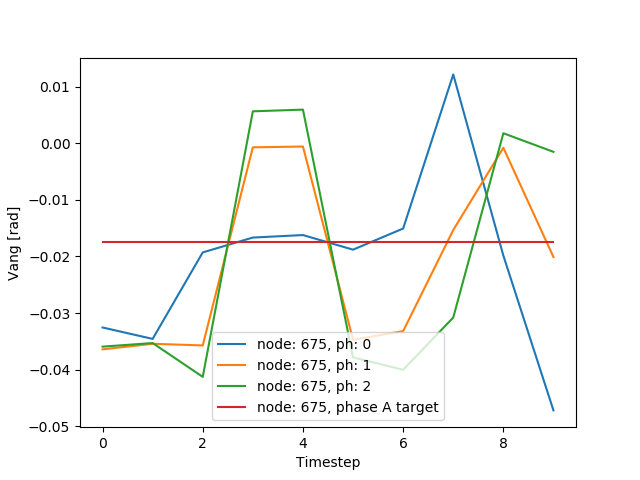 0.01
0.00
−0.01
−0.02
−0.03
−0.04
−0.05
Vang [rad]
node: 675, ph: 0
node: 675, ph: 1
node: 675, ph: 2
node: 675, phase A target
0 2 4 6 8
Timestep